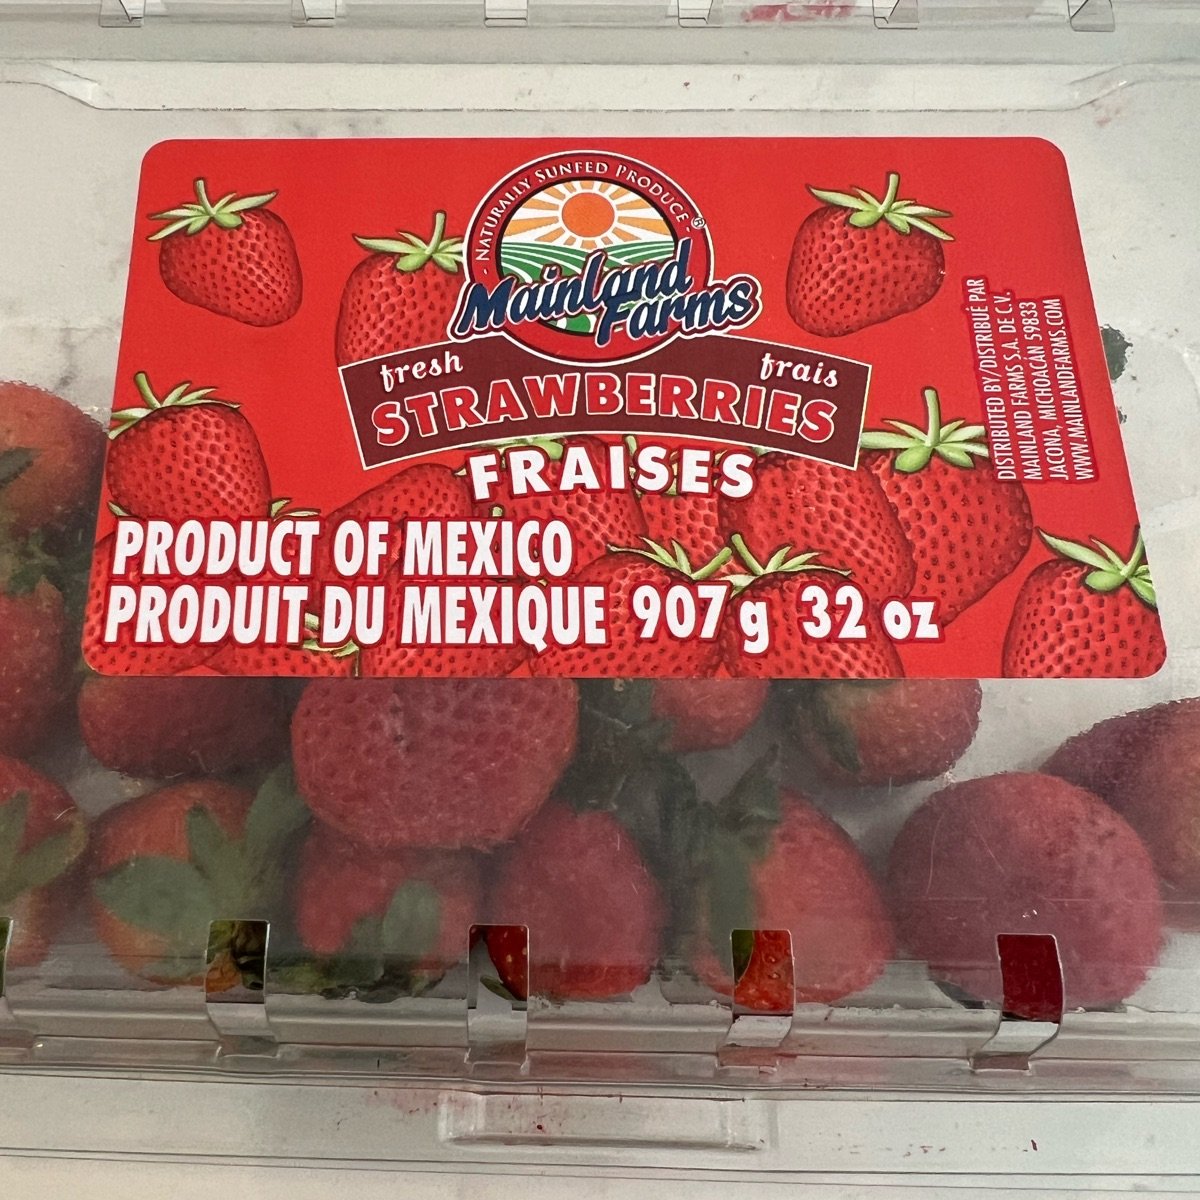 NATURALLY SUNFED PRODUCE ®
Mainland
Farms
fresh frais
STRAWBERRIES
FRAISES
PRODUCT OF MEXICO
PRODUIT DU MEXIQUE 907 g 32 oz
DISTRIBUTED BY/DISTRIBUÉ PAR
MAINLAND FARMS S.A. DE C.V.
JACONA, MICHOACÁN 59833
WWW.MAINLANDFARMS.COM